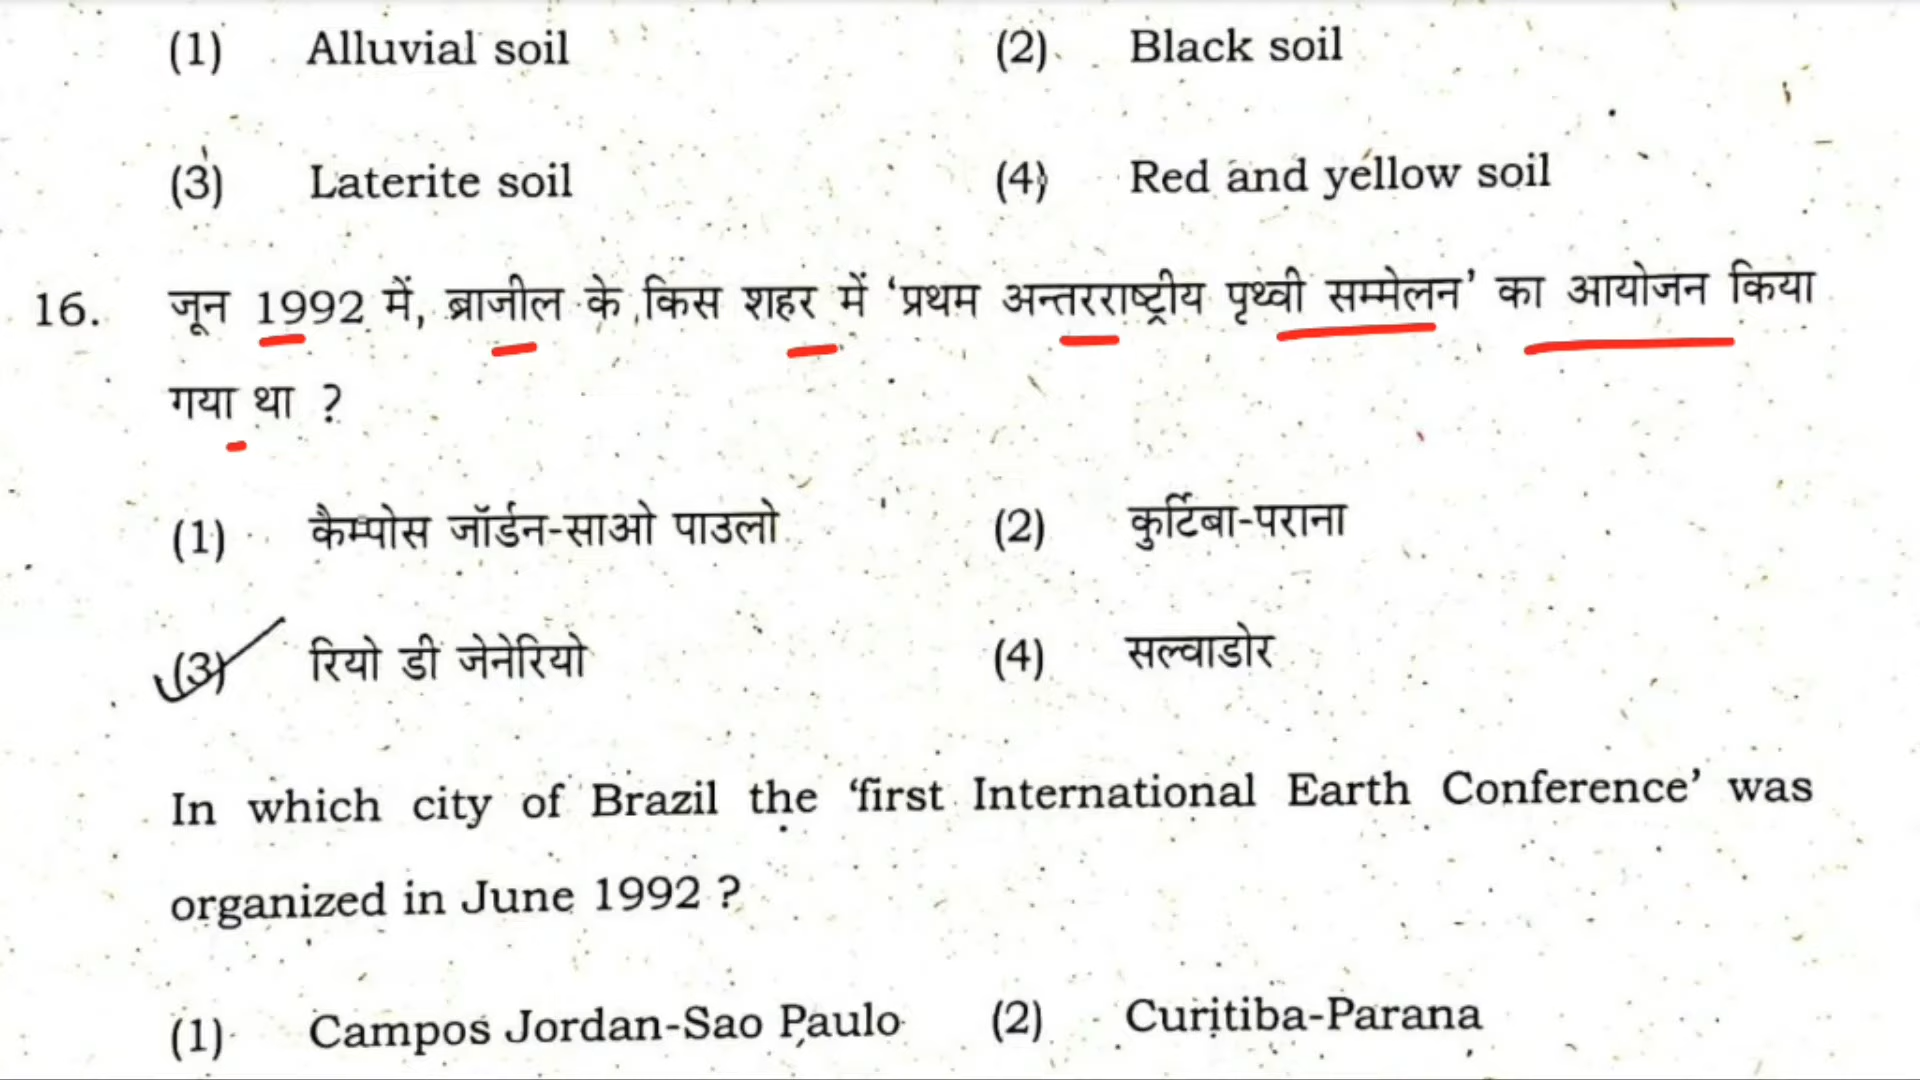 (1) Alluvial soil (2) Black soil
(3) Laterite soil (4) Red and yellow soil
16. जून 1992 में, ब्राजील के किस शहर में ‘प्रथम अन्तरराष्ट्रीय पृथ्वी सम्मेलन’ का आयोजन किया
गया था ?
(1) कैम्पोस जॉर्डन-साओ पाउलो (2) कुर्टिबा-पराना
(3) रियो डी जेनेरियो (4) सल्वाडोर
In which city of Brazil the ‘first International Earth Conference’ was
organized in June 1992 ?
(1) Campos Jordan-Sao Paulo (2) Curitiba-Parana